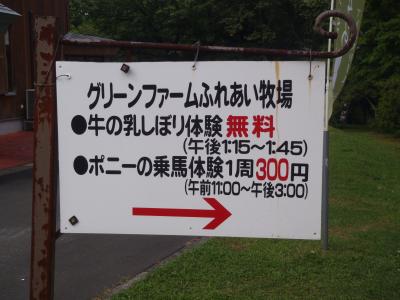 グリーンファームふれあい牧場
●牛の乳しぼり体験無料
(午後1:15〜1:45)
●ポニーの乗馬体験1周300円
(午前11:00〜午後3:00)